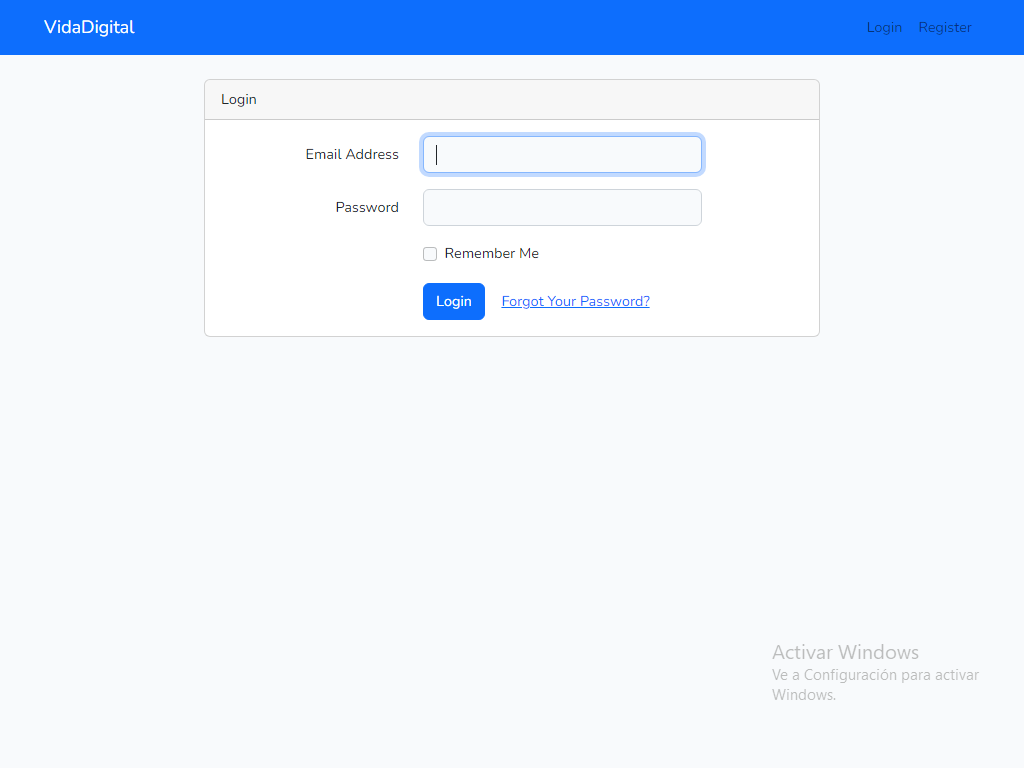 VidaDigital
Login Register
Login
Email Address
Password
Remember Me
Login Forgot Your Password?
Activar Windows
Ve a Configuración para activar
Windows.